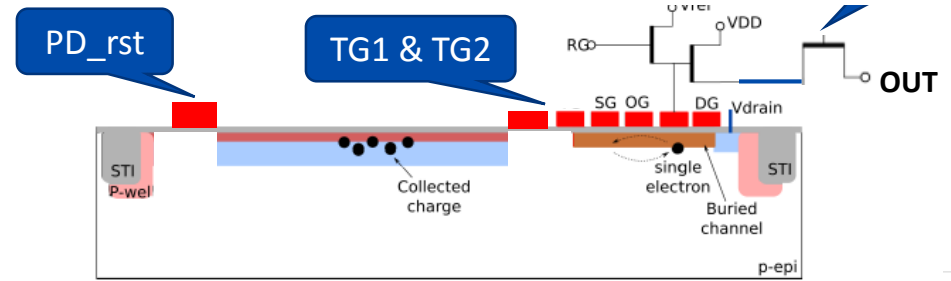 Vref
PD_rst
TG1 & TG2
VDD
RG
OUT
SG OG
DG
Vdrain
STI
P-wel
Collected
charge
single
electron
Buried
channel
STI
p-epi